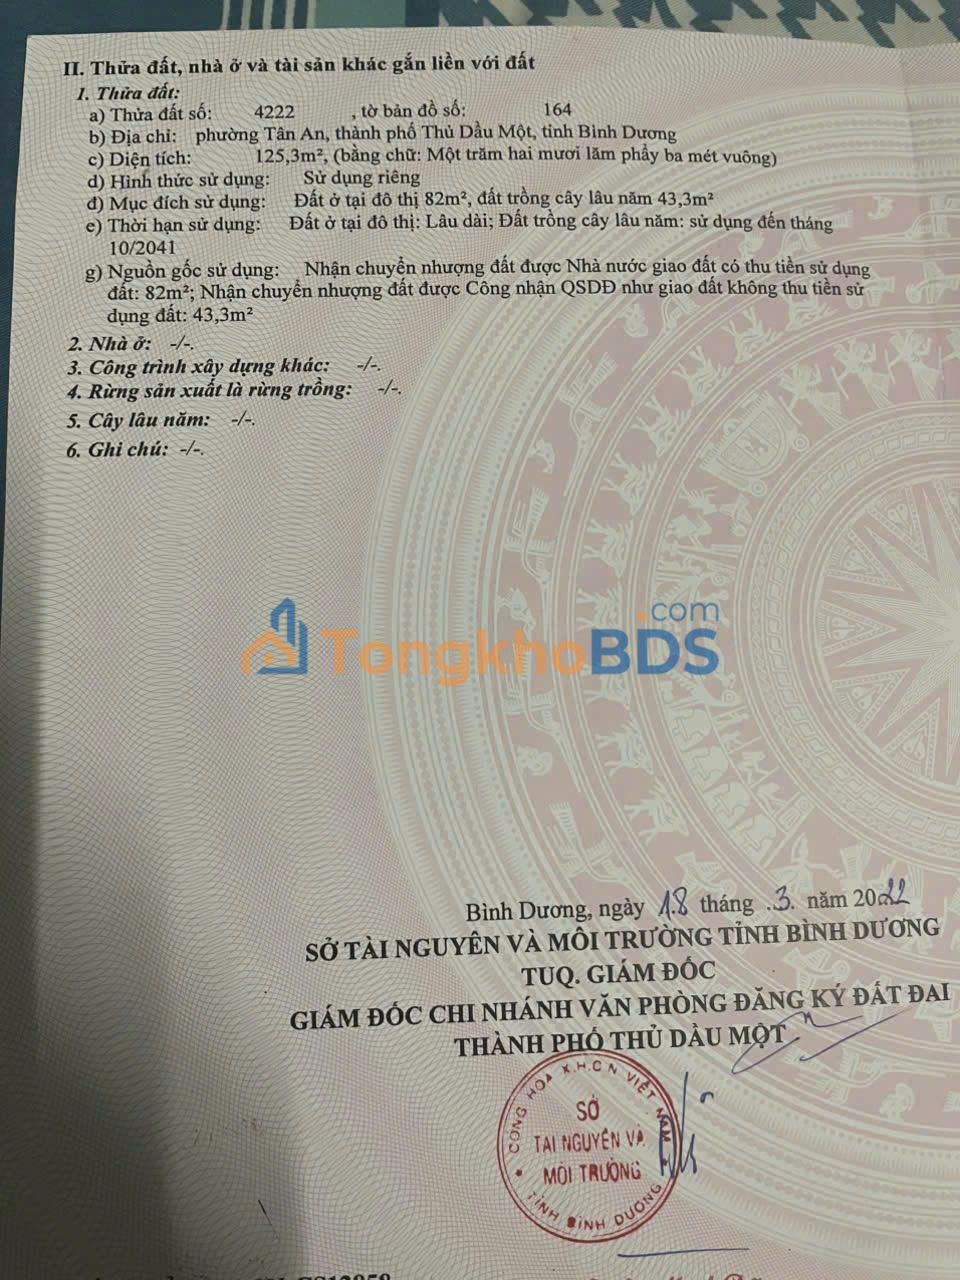 II. Thửa đất, nhà ở và tài sản khác gắn liền với đất
1. Thửa đất:
a) Thửa đất số: 4222 , tờ bản đồ số: 164
b) Địa chỉ: phường Tân An, thành phố Thủ Dầu Một, tỉnh Bình Dương
c) Diện tích: 125,3m², (bằng chữ: Một trăm hai mươi lăm phẩy ba mét vuông)
d) Hình thức sử dụng: Sử dụng riêng
đ) Mục đích sử dụng: Đất ở tại đô thị 82m², đất trồng cây lâu năm 43,3m²
e) Thời hạn sử dụng: Đất ở tại đô thị: Lâu dài; Đất trồng cây lâu năm: sử dụng đến tháng
10/2041
g) Nguồn gốc sử dụng: Nhận chuyển nhượng đất được Nhà nước giao đất có thu tiền sử dụng
đất: 82m²; Nhận chuyển nhượng đất được Công nhận QSDĐ như giao đất không thu tiền sử
dụng đất: 43,3m²
2. Nhà ở: -/-.
3. Công trình xây dựng khác: -/-.
4. Rừng sản xuất là rừng trồng: -/-.
5. Cây lâu năm: -/-.
6. Ghi chú: -/-.
TongkhoBDS.com
Bình Dương, ngày 18 tháng .3. năm 2022
SỞ TÀI NGUYÊN VÀ MÔI TRƯỜNG TỈNH BÌNH DƯƠNG
TUQ. GIÁM ĐỐC
GIÁM ĐỐC CHI NHÁNH VĂN PHÒNG ĐĂNG KÝ ĐẤT ĐAI
THÀNH PHỐ THỦ DẦU MỘT
CỘNG HÒA X.H.C.N VIỆT NAM
SỞ
TÀI NGUYÊN VÀ
MÔI TRƯỜNG
TỈNH BÌNH DƯƠNG